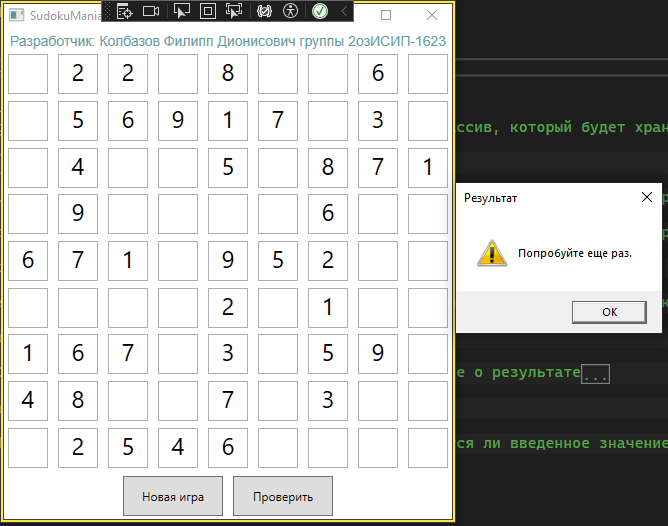 SudokuMania
Разработчик: Колбазов Филипп Дионисович группы 2озИСИП-1623
2 2 8 6
5 6 9 1 7 3
ссив, который будет хран
4 5 8 7 1
Результат
9 6
Попробуйте еще раз.
6 7 1 9 5 2
2 1
OK
1 6 7 3 5 9
е о результате...
4 8 7 3
2 5 4 6
ся ли введенное значение
Новая игра Проверить